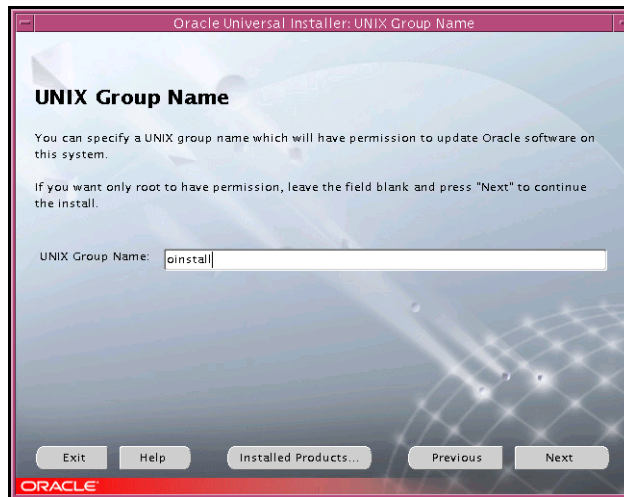 Oracle Universal Installer: UNIX Group Name
UNIX Group Name
You can specify a UNIX group name which will have permission to update Oracle software on
this system.
If you want only root to have permission, leave the field blank and press "Next" to continue
the install.
UNIX Group Name: oinstall
Exit Help Installed Products... Previous Next
ORACLE